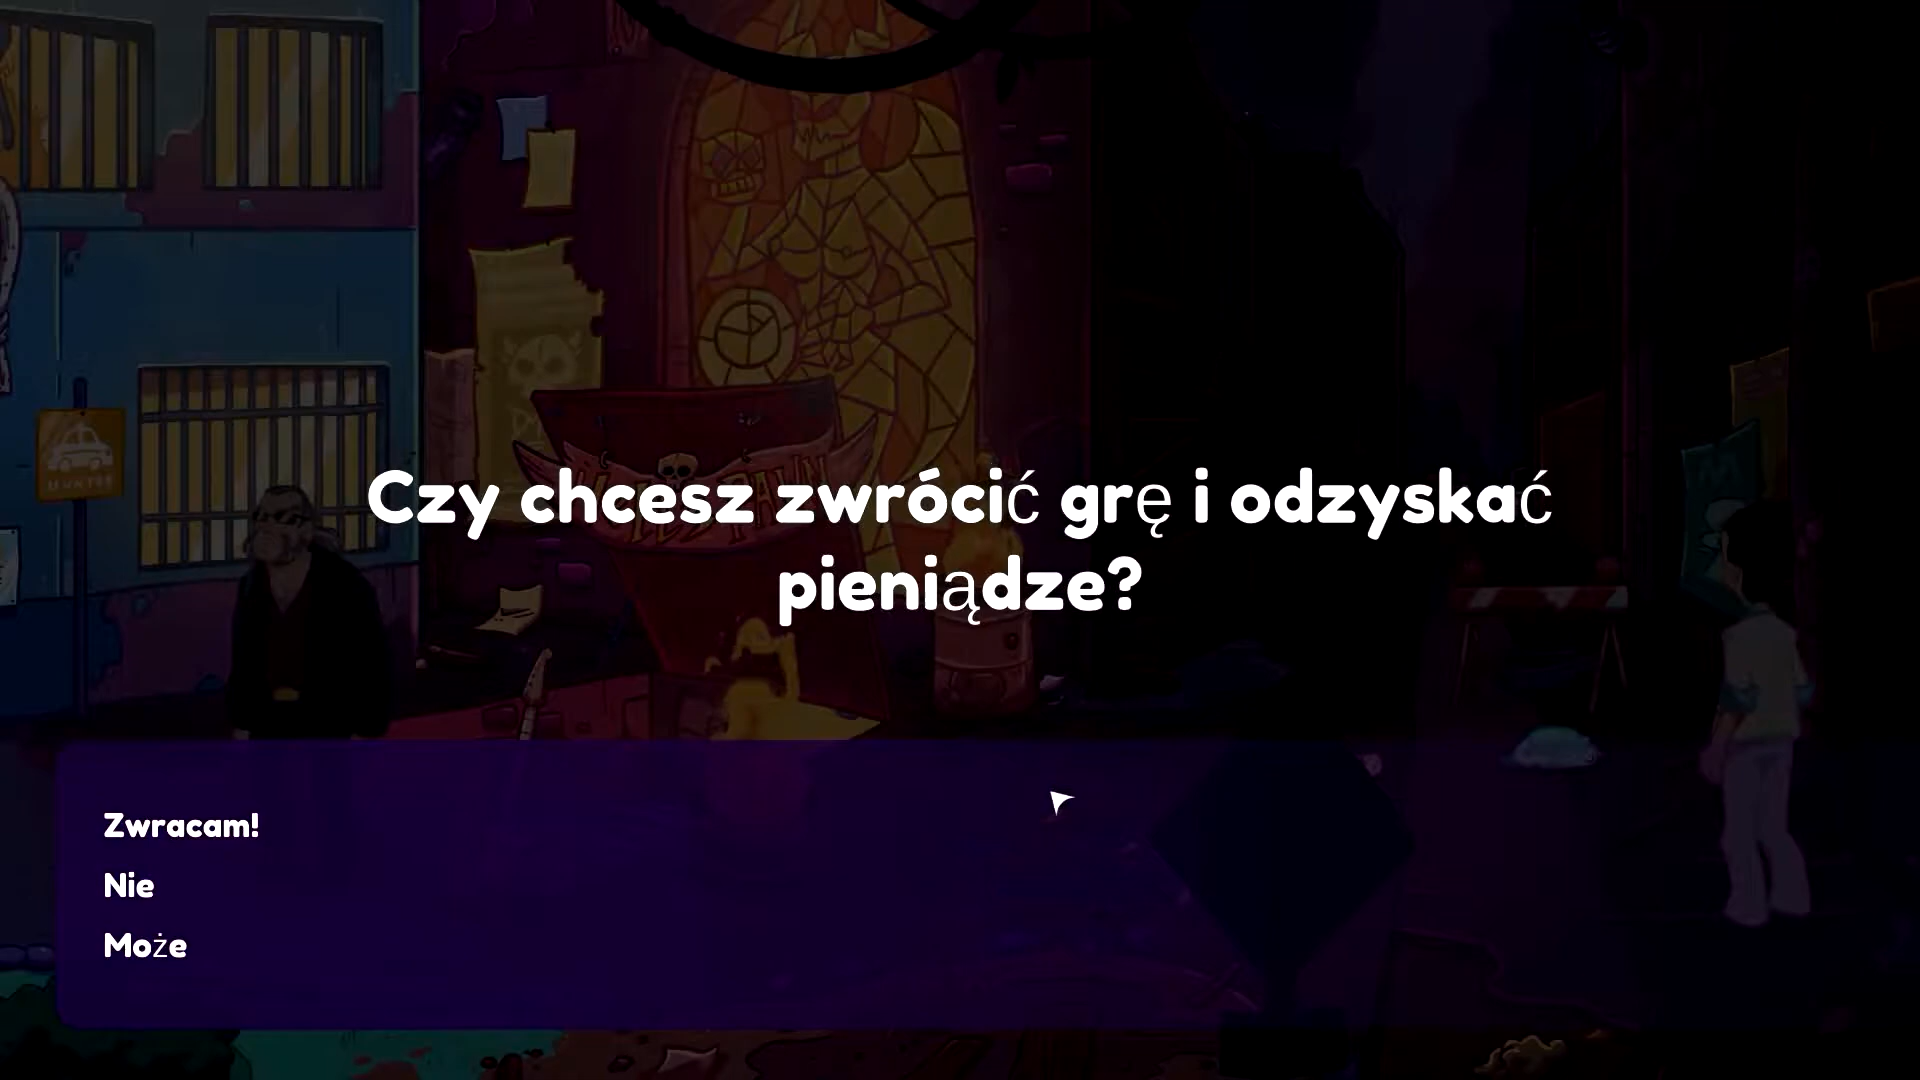 Czy chcesz zwrócić grę i odzyskać
pieniądze?
Zwracam!
Nie
Może